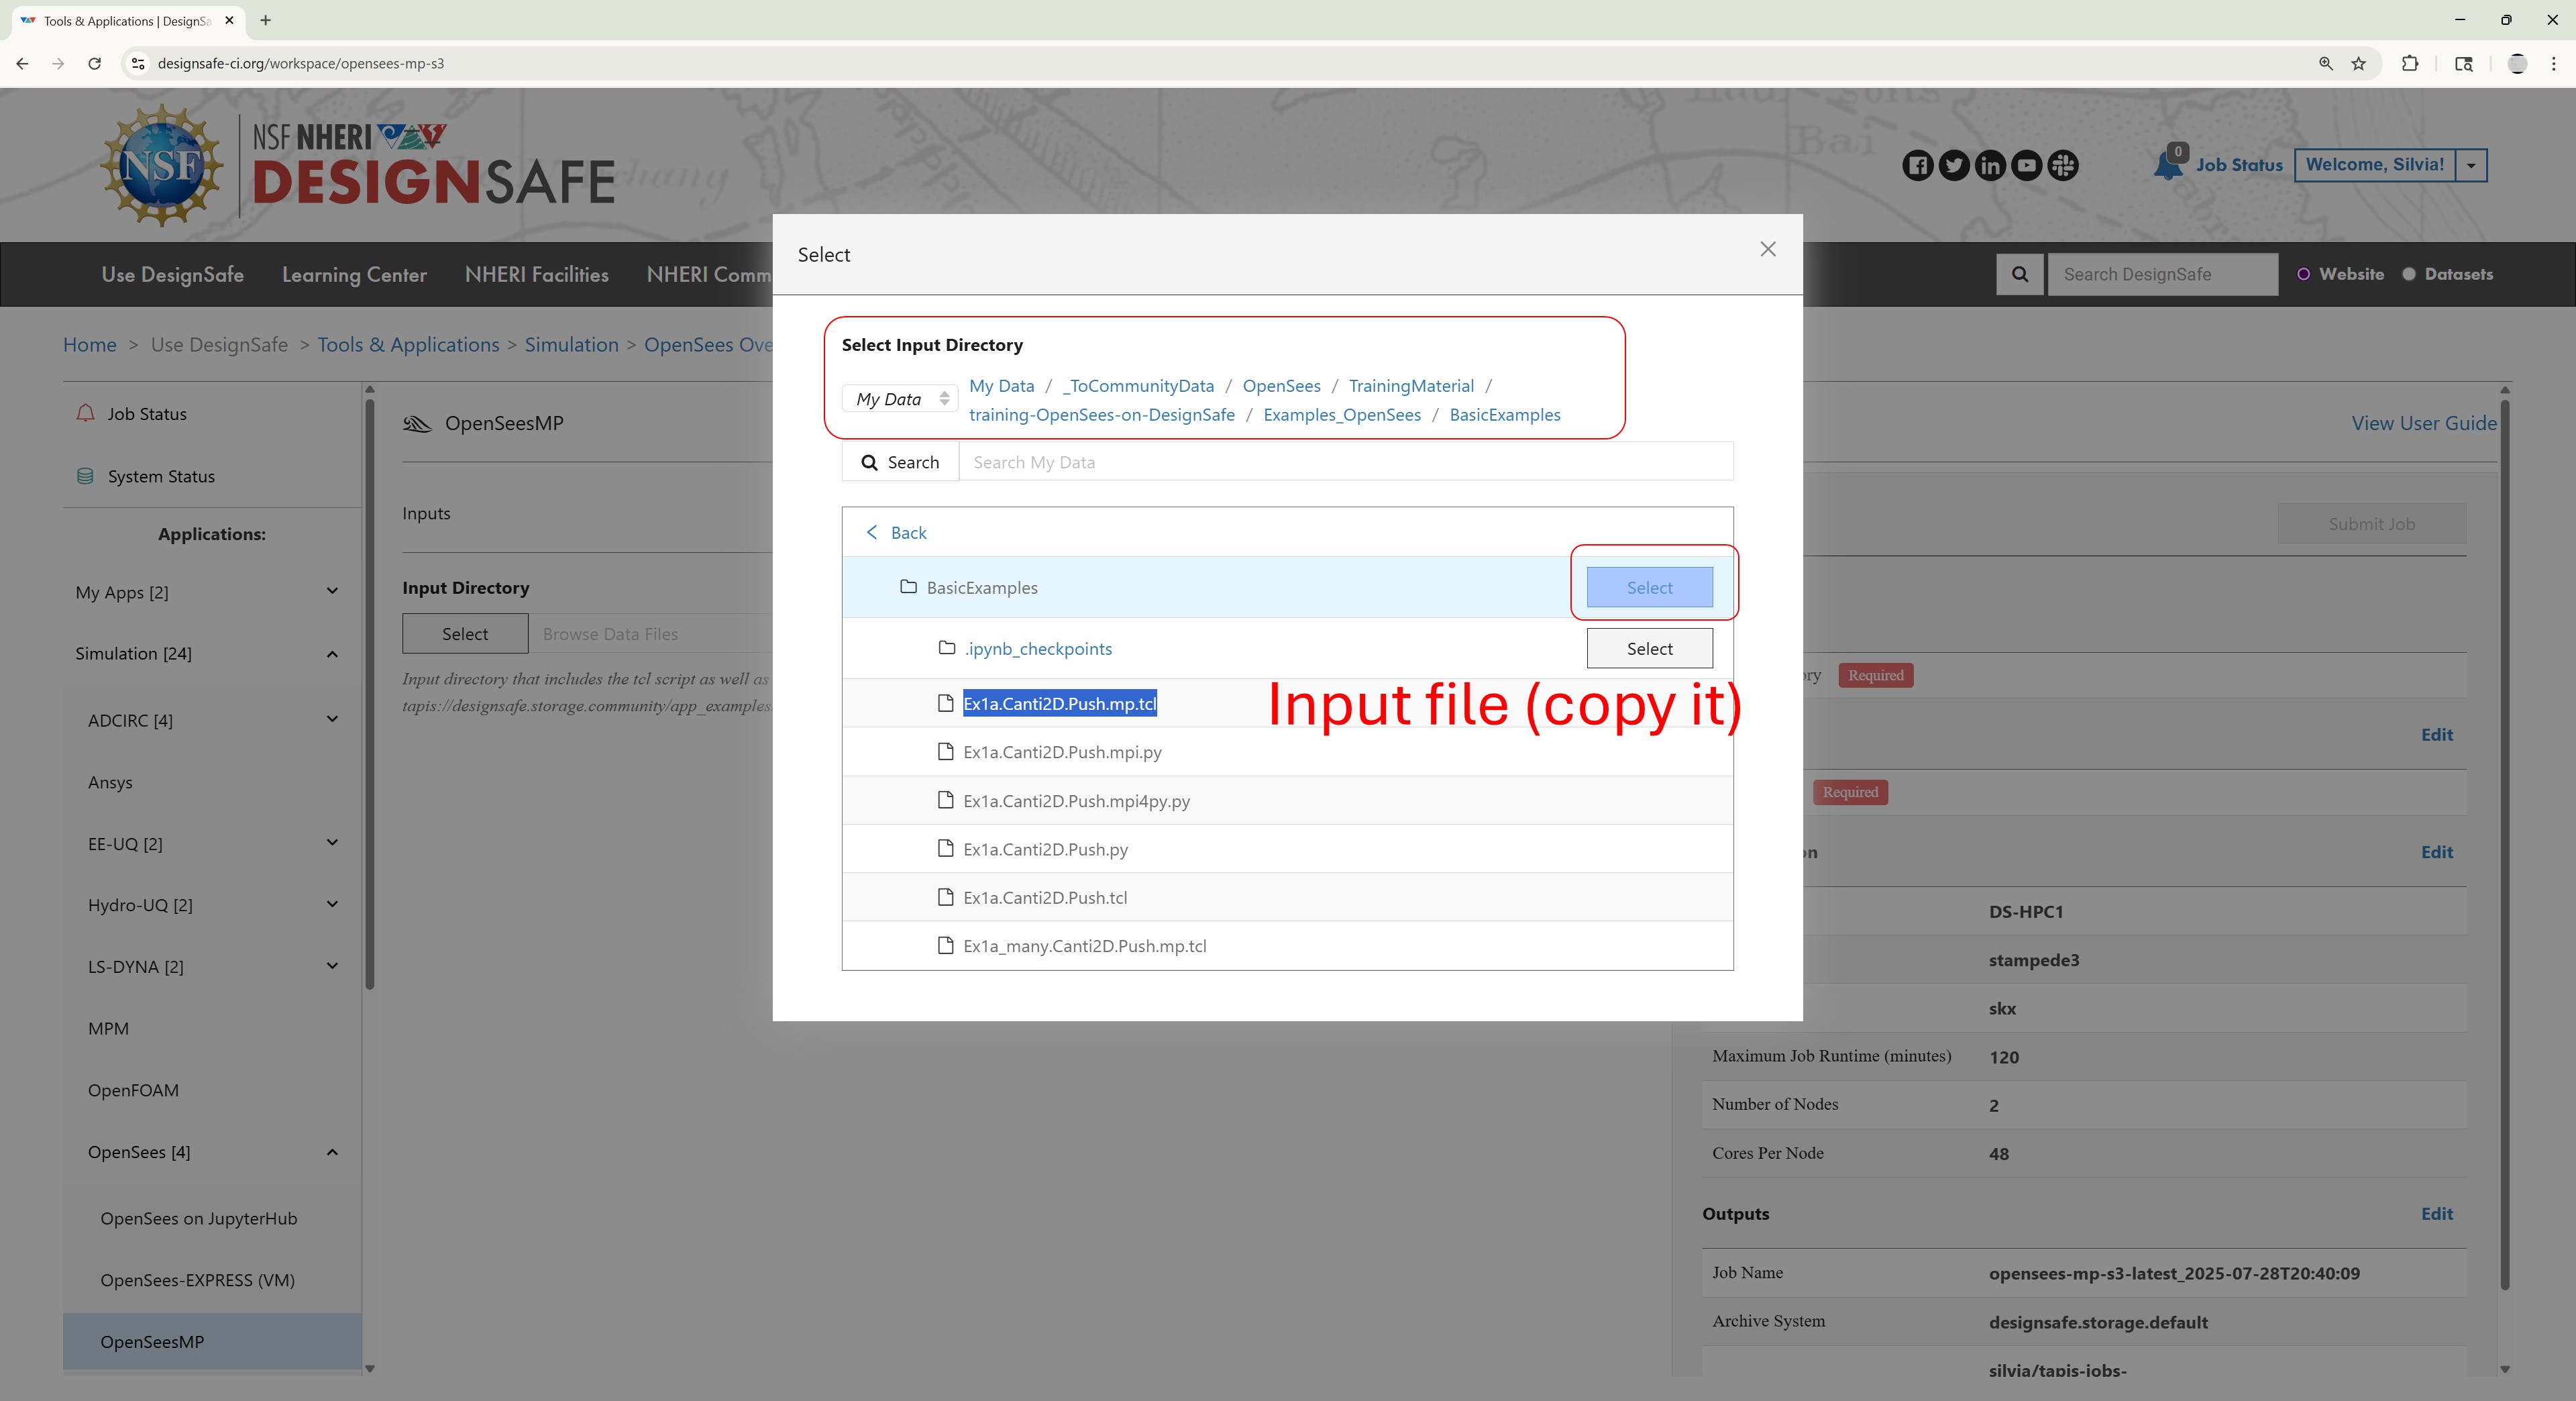 Tools & Applications | DesignSa
designsafe-ci.org/workspace/opensees-mp-s3
NSF
NSF NHERI
DESIGNSAFE
0
Job Status
Welcome, Silvia!
Use DesignSafe
Learning Center
NHERI Facilities
NHERI Comm
Search DesignSafe
Website
Datasets
Home > Use DesignSafe > Tools & Applications > Simulation > OpenSees Ove
Job Status
System Status
Applications:
My Apps [2]
Simulation [24]
ADCIRC [4]
Ansys
EE-UQ [2]
Hydro-UQ [2]
LS-DYNA [2]
MPM
OpenFOAM
OpenSees [4]
OpenSees on JupyterHub
OpenSees-EXPRESS (VM)
OpenSeesMP
OpenSeesMP
Inputs
Input Directory
Select
Browse Data Files
Input directory that includes the tcl script as well as
tapis://designsafe.storage.community/app_examples
Select
Select Input Directory
My Data
My Data / _ToCommunityData / OpenSees / TrainingMaterial /
training-OpenSees-on-DesignSafe / Examples_OpenSees / BasicExamples
Search
Search My Data
Back
BasicExamples
Select
.ipynb_checkpoints
Select
Ex1a.Canti2D.Push.mp.tcl
Input file (copy it)
Ex1a.Canti2D.Push.mpi.py
Ex1a.Canti2D.Push.mpi4py.py
Ex1a.Canti2D.Push.py
Ex1a.Canti2D.Push.tcl
Ex1a_many.Canti2D.Push.mp.tcl
View User Guide
Submit Job
ry Required
Edit
Required
on
Edit
DS-HPC1
stampede3
skx
Maximum Job Runtime (minutes) 120
Number of Nodes 2
Cores Per Node 48
Outputs
Edit
Job Name opensees-mp-s3-latest_2025-07-28T20:40:09
Archive System designsafe.storage.default
silvia/tapis-jobs-